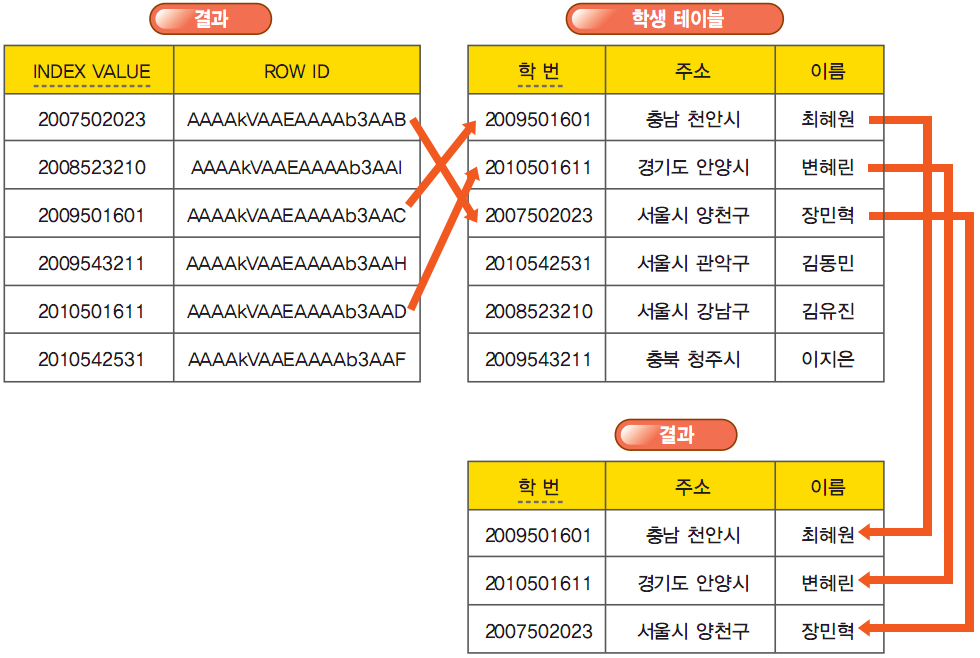 결과
INDEX VALUE ROW ID
2007502023 AAAAkVAAEAAAAb3AAB
2008523210 AAAAkVAAEAAAAb3AAI
2009501601 AAAAkVAAEAAAAb3AAC
2009543211 AAAAkVAAEAAAAb3AAH
2010501611 AAAAkVAAEAAAAb3AAD
2010542531 AAAAkVAAEAAAAb3AAF
학생 테이블
학 번 주소 이름
2009501601 충남 천안시 최혜원
2010501611 경기도 안양시 변혜린
2007502023 서울시 양천구 장민혁
2010542531 서울시 관악구 김동민
2008523210 서울시 강남구 김유진
2009543211 충북 청주시 이지은
결과
학 번 주소 이름
2009501601 충남 천안시 최혜원
2010501611 경기도 안양시 변혜린
2007502023 서울시 양천구 장민혁